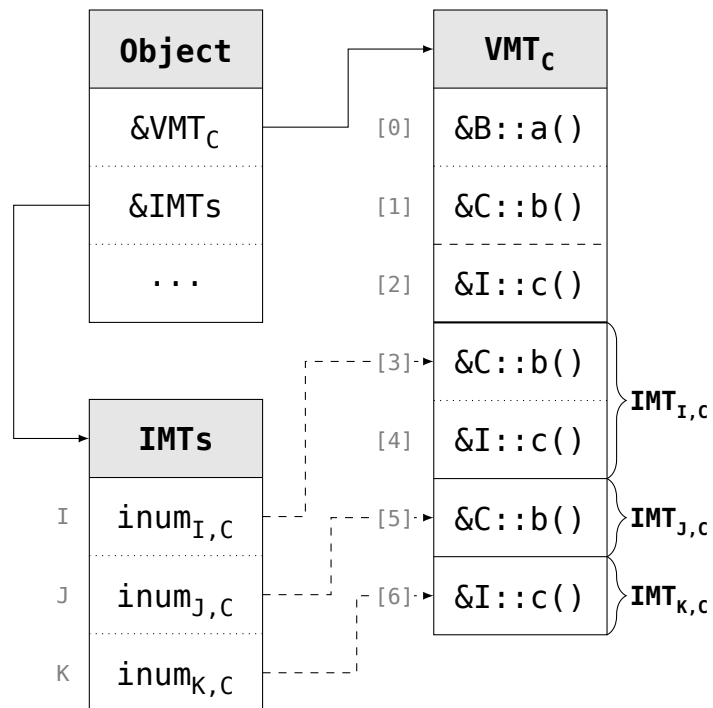 Object
&VMT_C
&IMTs
...
VMT_C
[0] &B::a()
[1] &C::b()
[2] &I::c()
[3] &C::b()
[4] &I::c()
[5] &C::b()
[6] &I::c()
IMT_I,C
IMT_J,C
IMT_K,C
IMTs
I inum_I,C
J inum_J,C
K inum_K,C